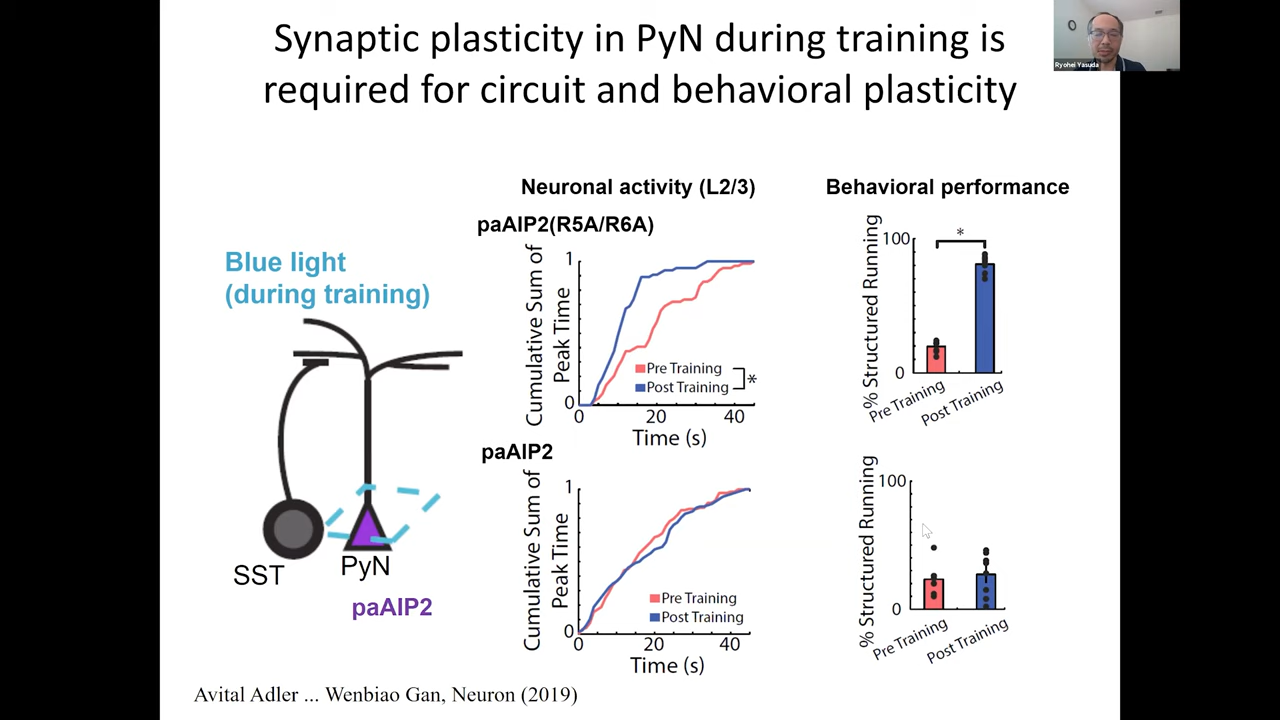 Synaptic plasticity in PyN during training is
required for circuit and behavioral plasticity
Ryohei Yasuda
Blue light
(during training)
SST
PyN
paAIP2
Neuronal activity (L2/3)
paAIP2(R5A/R6A)
Cumulative Sum of
Peak Time
1
0
0 20 40
Time (s)
Pre Training
Post Training
*
paAIP2
Cumulative Sum of
Peak Time
1
0
0 20 40
Time (s)
Pre Training
Post Training
Behavioral performance
% Structured Running
100
0
*
Pre Training
Post Training
% Structured Running
100
0
Pre Training
Post Training
Avital Adler ... Wenbiao Gan, Neuron (2019)